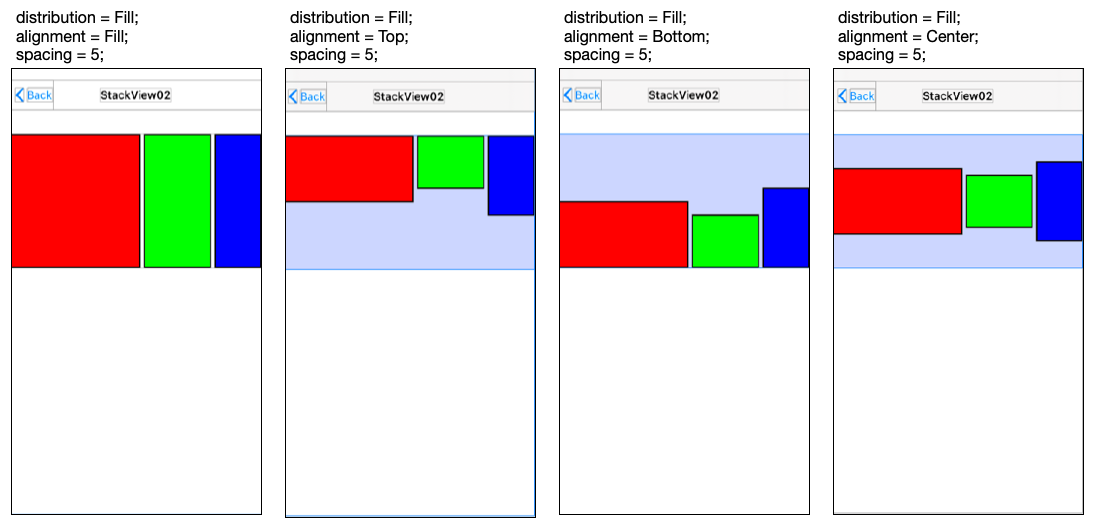 distribution = Fill;
alignment = Fill;
spacing = 5;
Back
StackView02
distribution = Fill;
alignment = Top;
spacing = 5;
Back
StackView02
distribution = Fill;
alignment = Bottom;
spacing = 5;
Back
StackView02
distribution = Fill;
alignment = Center;
spacing = 5;
Back
StackView02